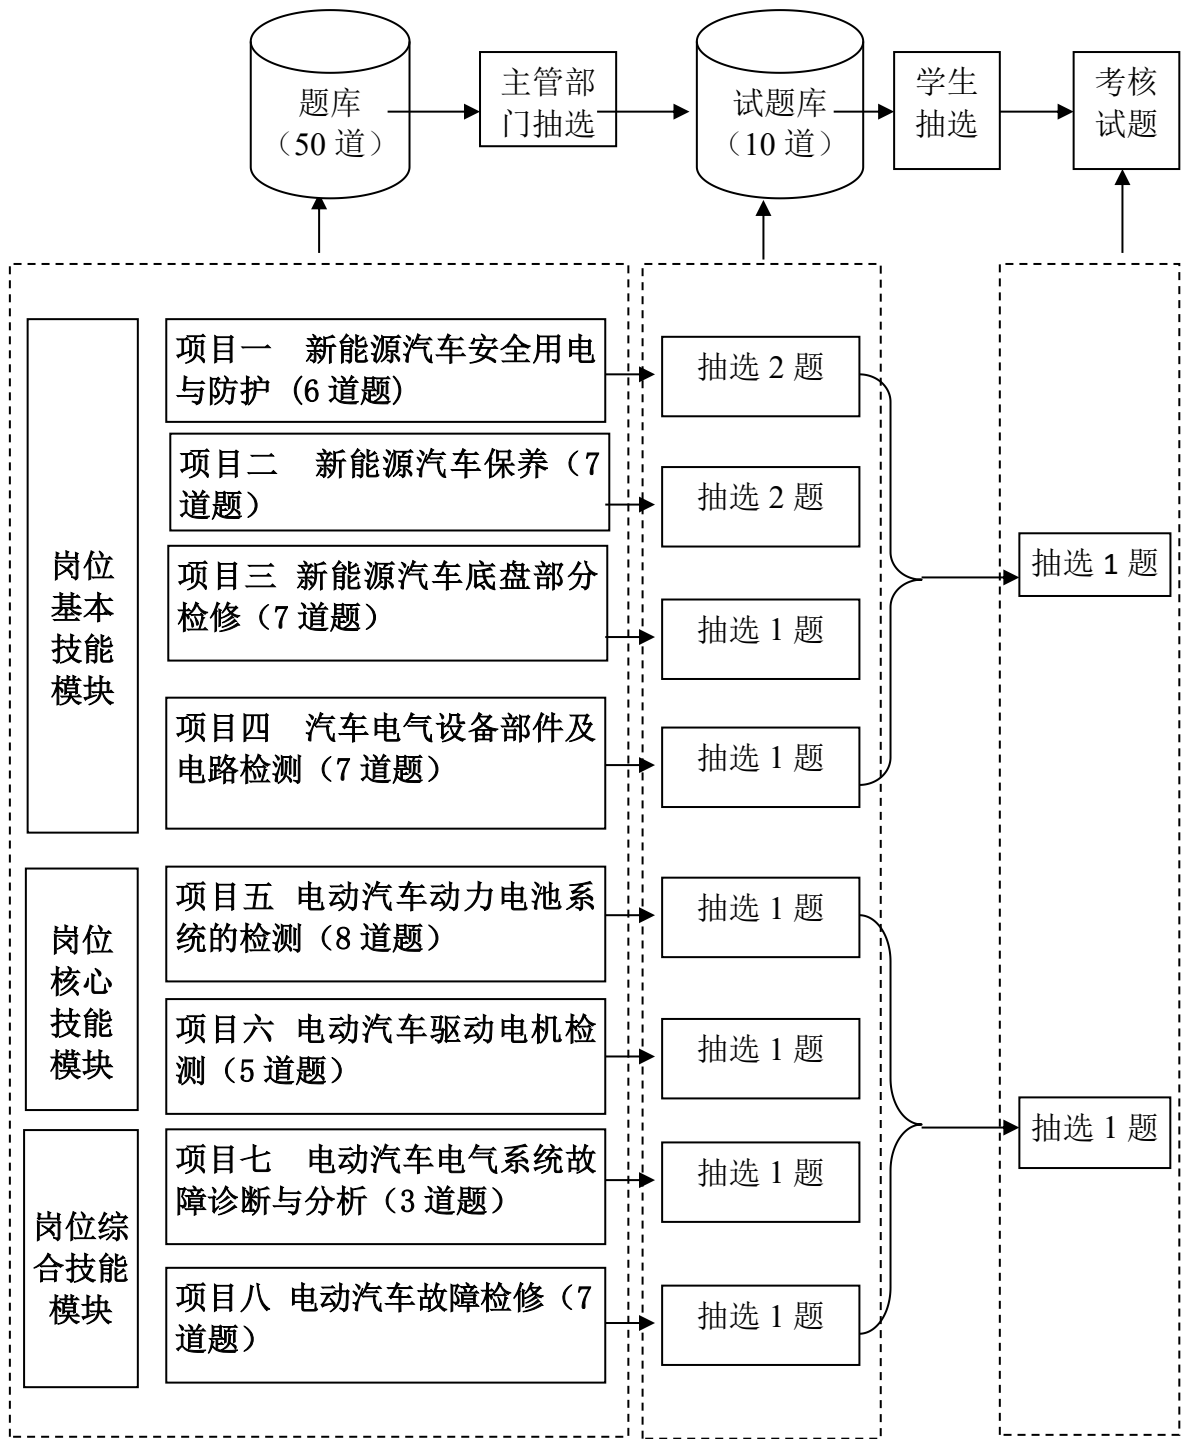 题库
（50 道）
主管部
门抽选
试题库
（10 道）
学生
抽选
考核
试题
岗位
基本
技能
模块
项目一 新能源汽车安全用电
与防护 (6 道题)
抽选 2 题
项目二 新能源汽车保养（7
道题）
抽选 2 题
项目三 新能源汽车底盘部分
检修（7 道题）
抽选 1 题
项目四 汽车电气设备部件及
电路检测（7 道题）
抽选 1 题
抽选 1 题
岗位
核心
技能
模块
项目五 电动汽车动力电池系
统的检测（8 道题）
抽选 1 题
项目六 电动汽车驱动电机检
测（5 道题）
抽选 1 题
岗位综
合技能
模块
项目七 电动汽车电气系统故
障诊断与分析（3 道题）
抽选 1 题
项目八 电动汽车故障检修（7
道题）
抽选 1 题
抽选 1 题